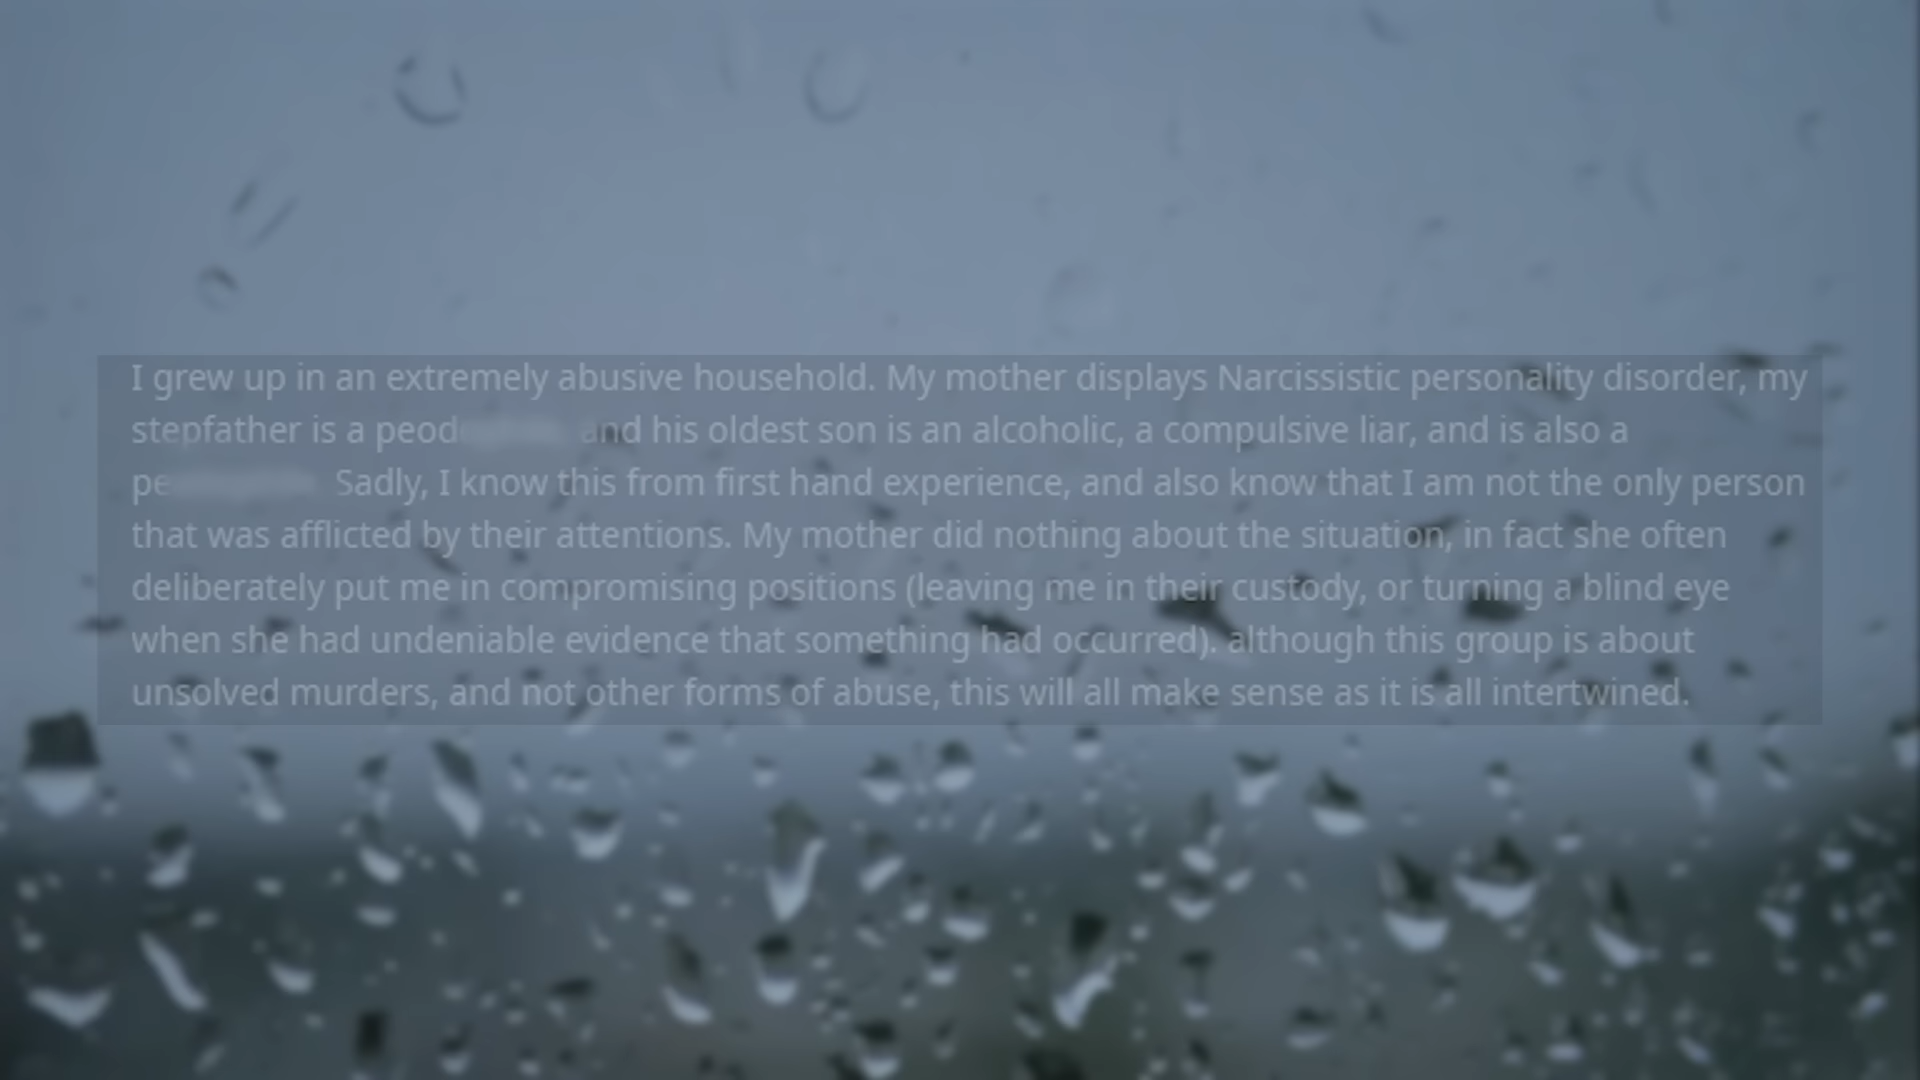 I grew up in an extremely abusive household. My mother displays Narcissistic personality disorder, my
stepfather is a peod and his oldest son is an alcoholic, a compulsive liar, and is also a
pe Sadly, I know this from first hand experience, and also know that I am not the only person
that was afflicted by their attentions. My mother did nothing about the situation, in fact she often
deliberately put me in compromising positions (leaving me in their custody, or turning a blind eye
when she had undeniable evidence that something had occurred). although this group is about
unsolved murders, and not other forms of abuse, this will all make sense as it is all intertwined.